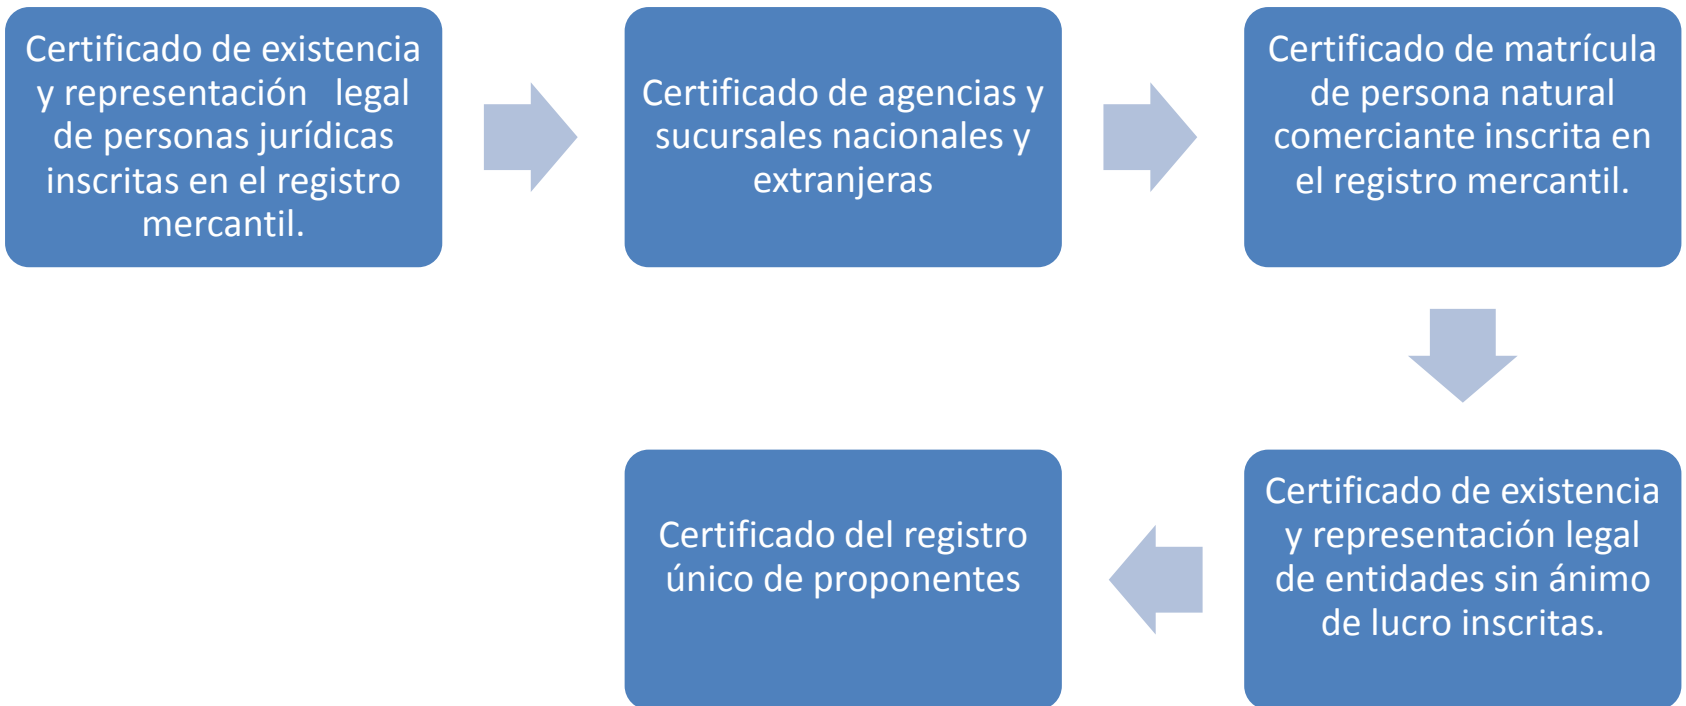 Certificado de existencia
y representación legal
de personas jurídicas
inscritas en el registro
mercantil.
Certificado de agencias y
sucursales nacionales y
extranjeras
Certificado de matrícula
de persona natural
comerciante inscrita en
el registro mercantil.
Certificado de existencia
y representación legal
de entidades sin ánimo
de lucro inscritas.
Certificado del registro
único de proponentes